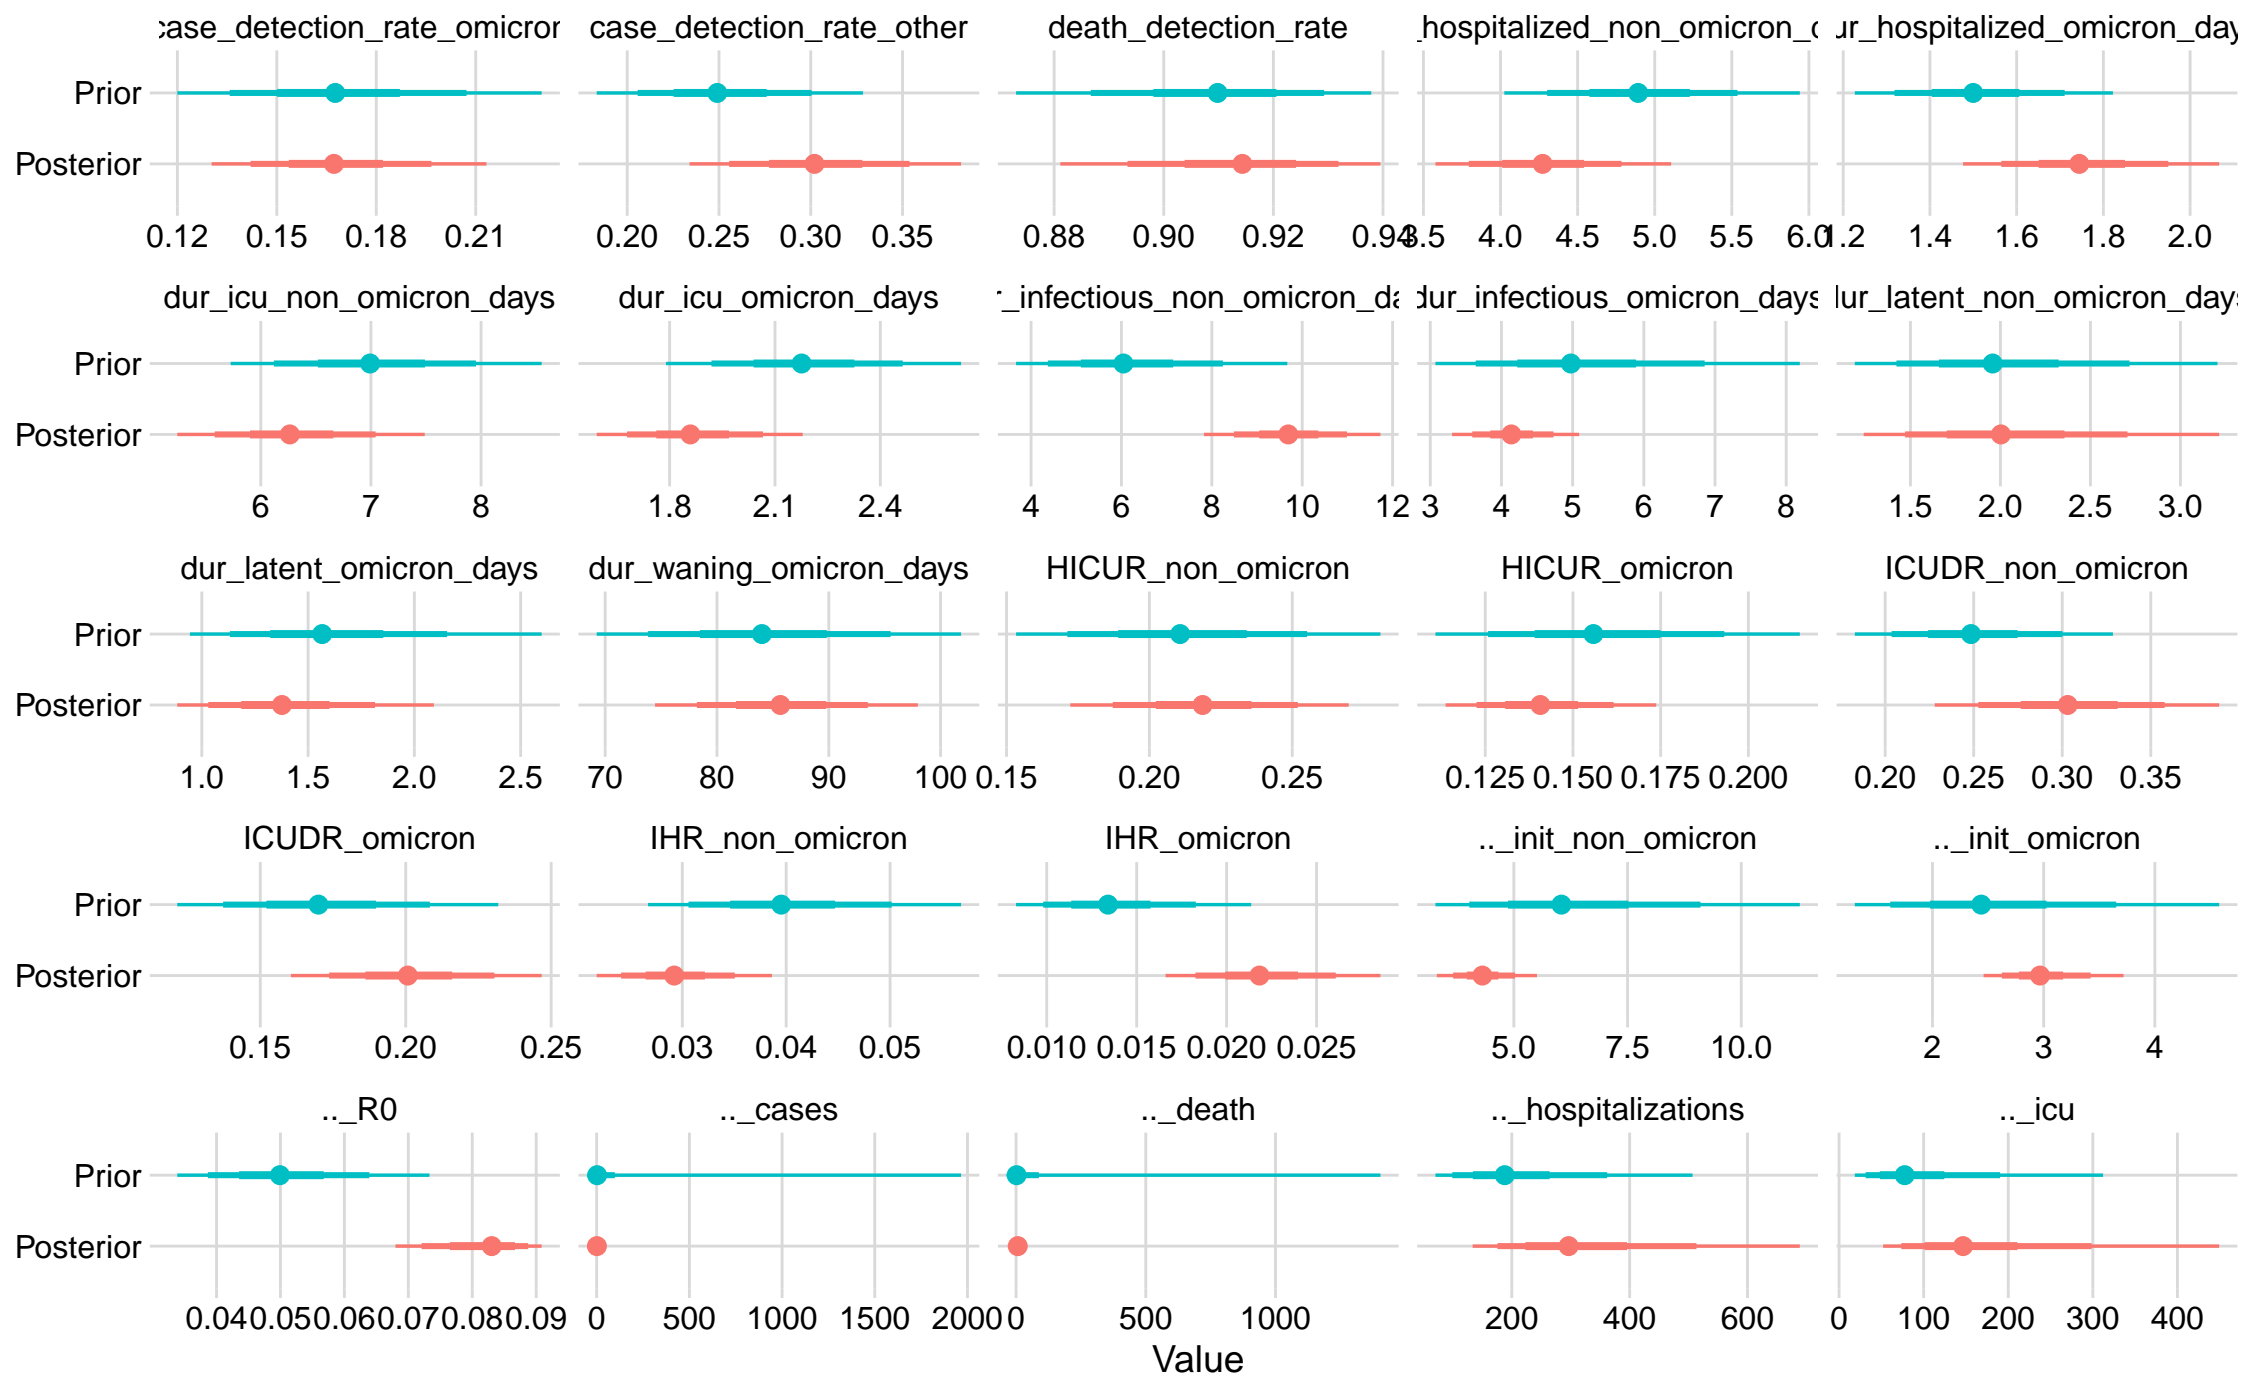 case_detection_rate_omicron case_detection_rate_other death_detection_rate _hospitalized_non_omicron_ ur_hospitalized_omicron_day
Prior
Posterior
0.12 0.15 0.18 0.21 0.20 0.25 0.30 0.35 0.88 0.90 0.92 0.94 3.5 4.0 4.5 5.0 5.5 6.0 1.2 1.4 1.6 1.8 2.0
dur_icu_non_omicron_days dur_icu_omicron_days r_infectious_non_omicron_da dur_infectious_omicron_days dur_latent_non_omicron_days
Prior
Posterior
6 7 8 1.8 2.1 2.4 4 6 8 10 12 3 4 5 6 7 8 1.5 2.0 2.5 3.0
dur_latent_omicron_days dur_waning_omicron_days HICUR_non_omicron HICUR_omicron ICUDR_non_omicron
Prior
Posterior
1.0 1.5 2.0 2.5 70 80 90 100 0.15 0.20 0.25 0.125 0.150 0.175 0.200 0.20 0.25 0.30 0.35
ICUDR_omicron IHR_non_omicron IHR_omicron .._init_non_omicron .._init_omicron
Prior
Posterior
0.15 0.20 0.25 0.03 0.04 0.05 0.010 0.015 0.020 0.025 5.0 7.5 10.0 2 3 4
.._R0 .._cases .._death .._hospitalizations .._icu
Prior
Posterior
0.04 0.05 0.06 0.07 0.08 0.09 0 500 1000 1500 2000 0 500 1000 200 400 600 0 100 200 300 400
Value